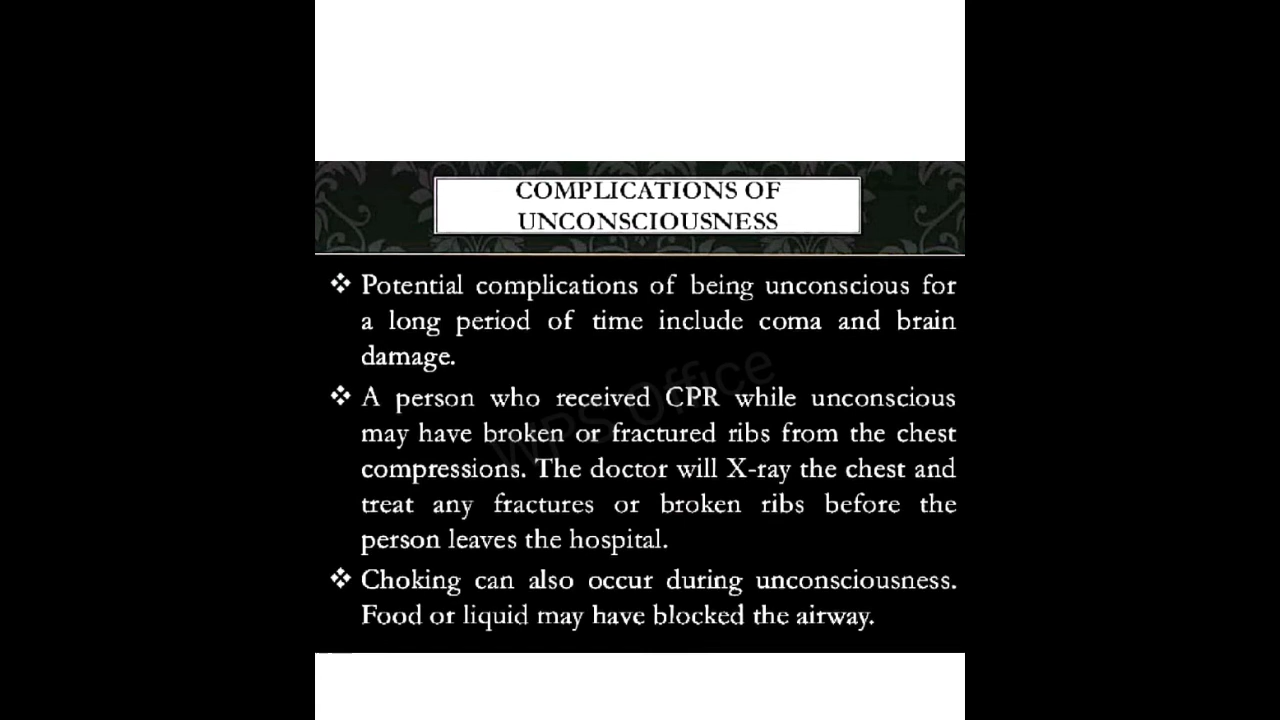 COMPLICATIONS OF
UNCONSCIOUSNESS
❖ Potential complications of being unconscious for
a long period of time include coma and brain
damage.
❖ A person who received CPR while unconscious
may have broken or fractured ribs from the chest
compressions. The doctor will X-ray the chest and
treat any fractures or broken ribs before the
person leaves the hospital.
❖ Choking can also occur during unconsciousness.
Food or liquid may have blocked the airway.
WPS Office